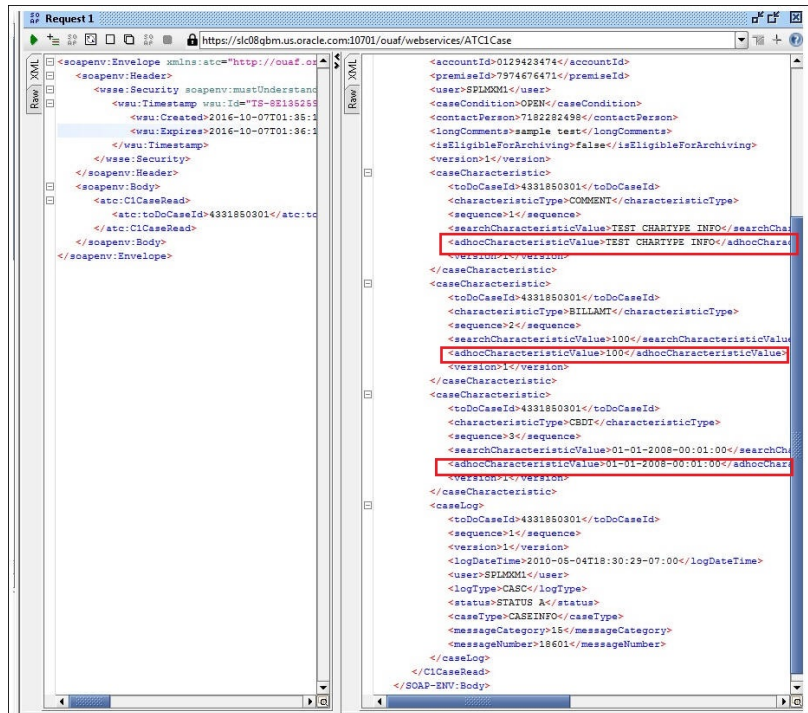 Request 1
https://slc08qbm.us.oracle.com:10701/ouaf/webservices/ATC1Case
XML
Raw
<soapenv:Envelope xmlns:atc="http://ouaf.or
<soapenv:Header>
<wsse:Security soapenv:mustUnderstand
<wsu:Timestamp wsu:Id="TS-8E135259
<wsu:Created>2016-10-07T01:35:1
<wsu:Expires>2016-10-07T01:36:1
</wsu:Timestamp>
</wsse:Security>
</soapenv:Header>
<soapenv:Body>
<atc:C1CaseRead>
<atc:toDoCaseId>4331850301</atc:to
</atc:C1CaseRead>
</soapenv:Body>
</soapenv:Envelope>
XML
Raw
<accountId>0129423474</accountId>
<premiseId>7974676471</premiseId>
<user>SPLMXM1</user>
<caseCondition>OPEN</caseCondition>
<contactPerson>7182282498</contactPerson>
<longComments>sample test</longComments>
<isEligibleForArchiving>false</isEligibleForArchiving>
<version>1</version>
<caseCharacteristic>
<toDoCaseId>4331850301</toDoCaseId>
<characteristicType>COMMENT</characteristicType>
<sequence>1</sequence>
<searchCharacteristicValue>TEST CHARTYPE INFO</searchChar
<adhocCharacteristicValue>TEST CHARTYPE INFO</adhocCharac
<version>1</version>
</caseCharacteristic>
<caseCharacteristic>
<toDoCaseId>4331850301</toDoCaseId>
<characteristicType>BILLAMT</characteristicType>
<sequence>2</sequence>
<searchCharacteristicValue>100</searchCharacteristicValue
<adhocCharacteristicValue>100</adhocCharacteristicValue>
<version>1</version>
</caseCharacteristic>
<caseCharacteristic>
<toDoCaseId>4331850301</toDoCaseId>
<characteristicType>CBDT</characteristicType>
<sequence>3</sequence>
<searchCharacteristicValue>01-01-2008-00:01:00</searchCha
<adhocCharacteristicValue>01-01-2008-00:01:00</adhocChara
<version>1</version>
</caseCharacteristic>
<caseLog>
<toDoCaseId>4331850301</toDoCaseId>
<sequence>1</sequence>
<version>1</version>
<logDateTime>2010-05-04T18:30:29-07:00</logDateTime>
<user>SPLMXM1</user>
<logType>CASC</logType>
<status>STATUS A</status>
<caseType>CASEINFO</caseType>
<messageCategory>15</messageCategory>
<messageNumber>18601</messageNumber>
</caseLog>
</C1CaseRead>
</SOAP-ENV:Body>